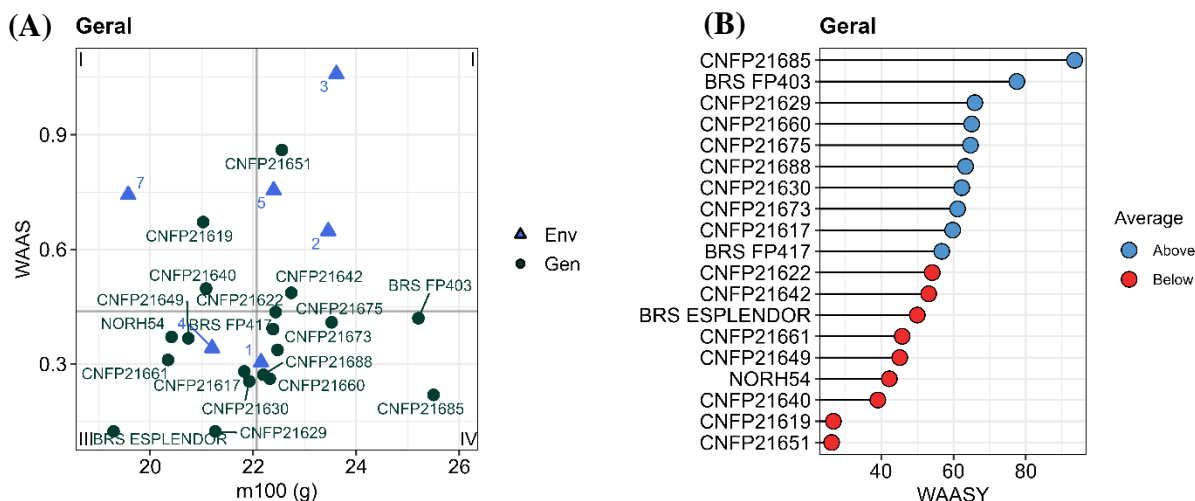 (A) Geral
I
I
3
0.9
CNFP21651
7
5
2
CNFP21619
0.6
WAAS
CNFP21640
CNFP21642
CNFP21649
CNFP21622
BRS FP403
CNFP21675
NORH54
4
BRS FP417
CNFP21673
1
0.3
CNFP21688
CNFP21661
CNFP21617
CNFP21660
CNFP21630
CNFP21685
III
BRS ESPLENDOR
CNFP21629
IV
20 22 24 26
m100 (g)
Env
Gen
(B) Geral
CNFP21685
BRS FP403
CNFP21629
CNFP21660
CNFP21675
CNFP21688
CNFP21630
CNFP21673
CNFP21617
BRS FP417
CNFP21622
CNFP21642
BRS ESPLENDOR
CNFP21661
CNFP21649
NORH54
CNFP21640
CNFP21619
CNFP21651
40 60 80
WAASY
Average
Above
Below